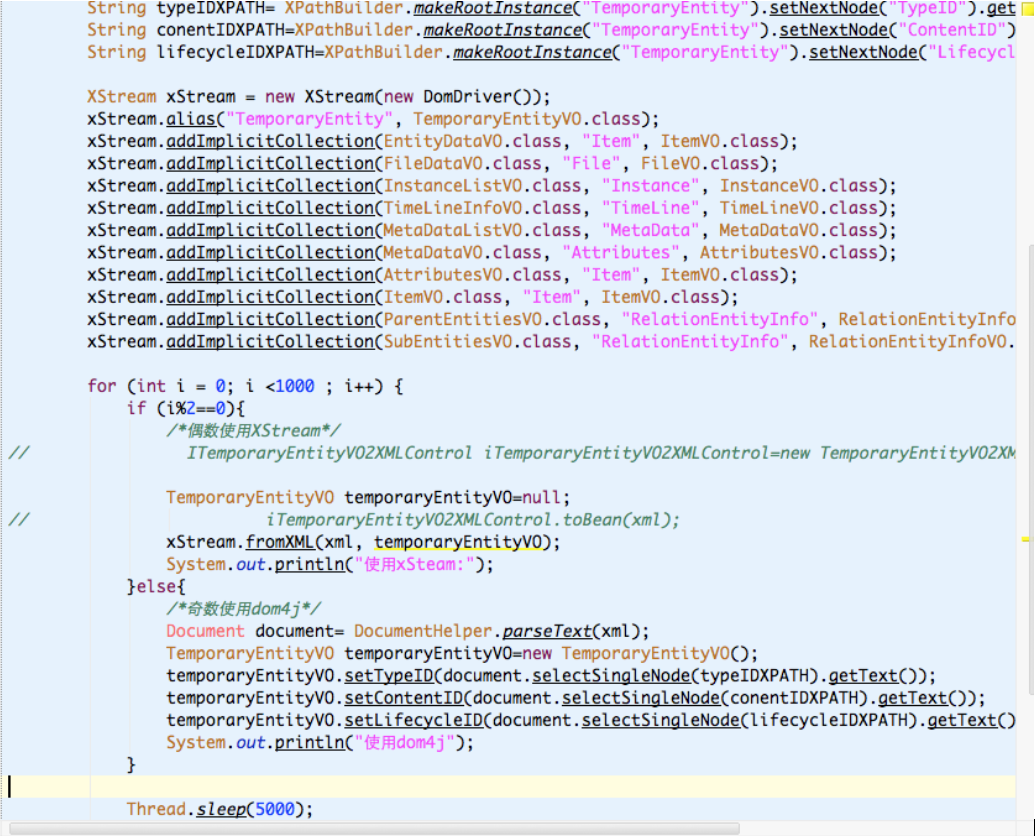 String typeIDXPATH= XPathBuilder.makeRootInstance("TemporaryEntity").setNextNode("TypeID").get
String conentIDXPATH=XPathBuilder.makeRootInstance("TemporaryEntity").setNextNode("ContentID")
String lifecycleIDXPATH=XPathBuilder.makeRootInstance("TemporaryEntity").setNextNode("Lifecycl
XStream xStream = new XStream(new DomDriver());
xStream.alias("TemporaryEntity", TemporaryEntityVO.class);
xStream.addImplicitCollection(EntityDataVO.class, "Item", ItemVO.class);
xStream.addImplicitCollection(FileDataVO.class, "File", FileVO.class);
xStream.addImplicitCollection(InstanceListVO.class, "Instance", InstanceVO.class);
xStream.addImplicitCollection(TimeLineInfoVO.class, "TimeLine", TimeLineVO.class);
xStream.addImplicitCollection(MetaDataListVO.class, "MetaData", MetaDataVO.class);
xStream.addImplicitCollection(MetaDataVO.class, "Attributes", AttributesVO.class);
xStream.addImplicitCollection(AttributesVO.class, "Item", ItemVO.class);
xStream.addImplicitCollection(ItemVO.class, "Item", ItemVO.class);
xStream.addImplicitCollection(ParentEntitiesVO.class, "RelationEntityInfo", RelationEntityInfo
xStream.addImplicitCollection(SubEntitiesVO.class, "RelationEntityInfo", RelationEntityInfoVO.
for (int i = 0; i <1000 ; i++) {
if (i%2==0){
/*偶数使用XStream*/
// ITemporaryEntityVO2XMLControl iTemporaryEntityVO2XMLControl=new TemporaryEntityVO2XM
TemporaryEntityVO temporaryEntityVO=null;
// iTemporaryEntityVO2XMLControl.toBean(xml);
xStream.fromXML(xml, temporaryEntityVO);
System.out.println("使用xSteam:");
}else{
/*奇数使用dom4j*/
Document document= DocumentHelper.parseText(xml);
TemporaryEntityVO temporaryEntityVO=new TemporaryEntityVO();
temporaryEntityVO.setTypeID(document.selectSingleNode(typeIDXPATH).getText());
temporaryEntityVO.setContentID(document.selectSingleNode(conentIDXPATH).getText());
temporaryEntityVO.setLifecycleID(document.selectSingleNode(lifecycleIDXPATH).getText()
System.out.println("使用dom4j");
}
Thread.sleep(5000);